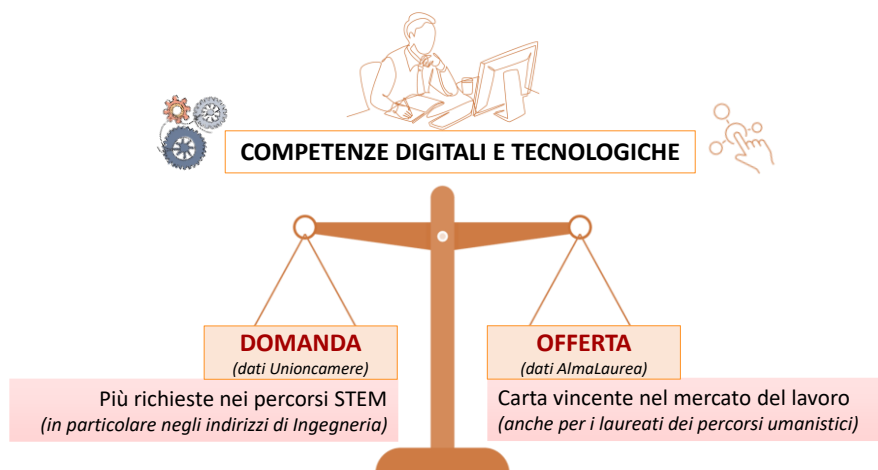 COMPETENZE DIGITALI E TECNOLOGICHE
DOMANDA
(dati Unioncamere)
Più richieste nei percorsi STEM
(in particolare negli indirizzi di Ingegneria)
OFFERTA
(dati AlmaLaurea)
Carta vincente nel mercato del lavoro
(anche per i laureati dei percorsi umanistici)